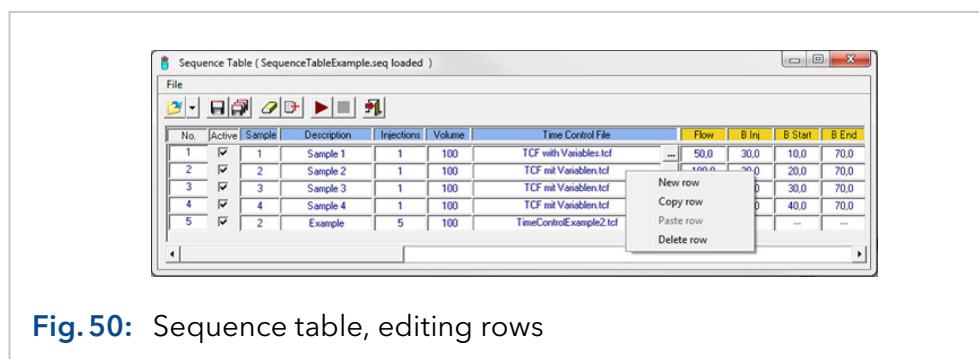 Sequence Table ( SequenceTableExample.seq loaded )
File
No. Active Sample Description Injections Volume Time Control File Flow B Inj B Start B End
1 1 Sample 1 1 100 TCF with Variables.tcf ... 50,0 30,0 10,0 70,0
2 2 Sample 2 1 100 TCF mit Variablen.tcf 20,0 70,0
3 3 Sample 3 1 100 TCF mit Variablen.tcf 30,0 70,0
4 4 Sample 4 1 100 TCF mit Variablen.tcf 40,0 70,0
5 2 Example 5 100 TimeControlExample2.tcf ... ...
New row
Copy row
Paste row
Delete row
Fig. 50: Sequence table, editing rows